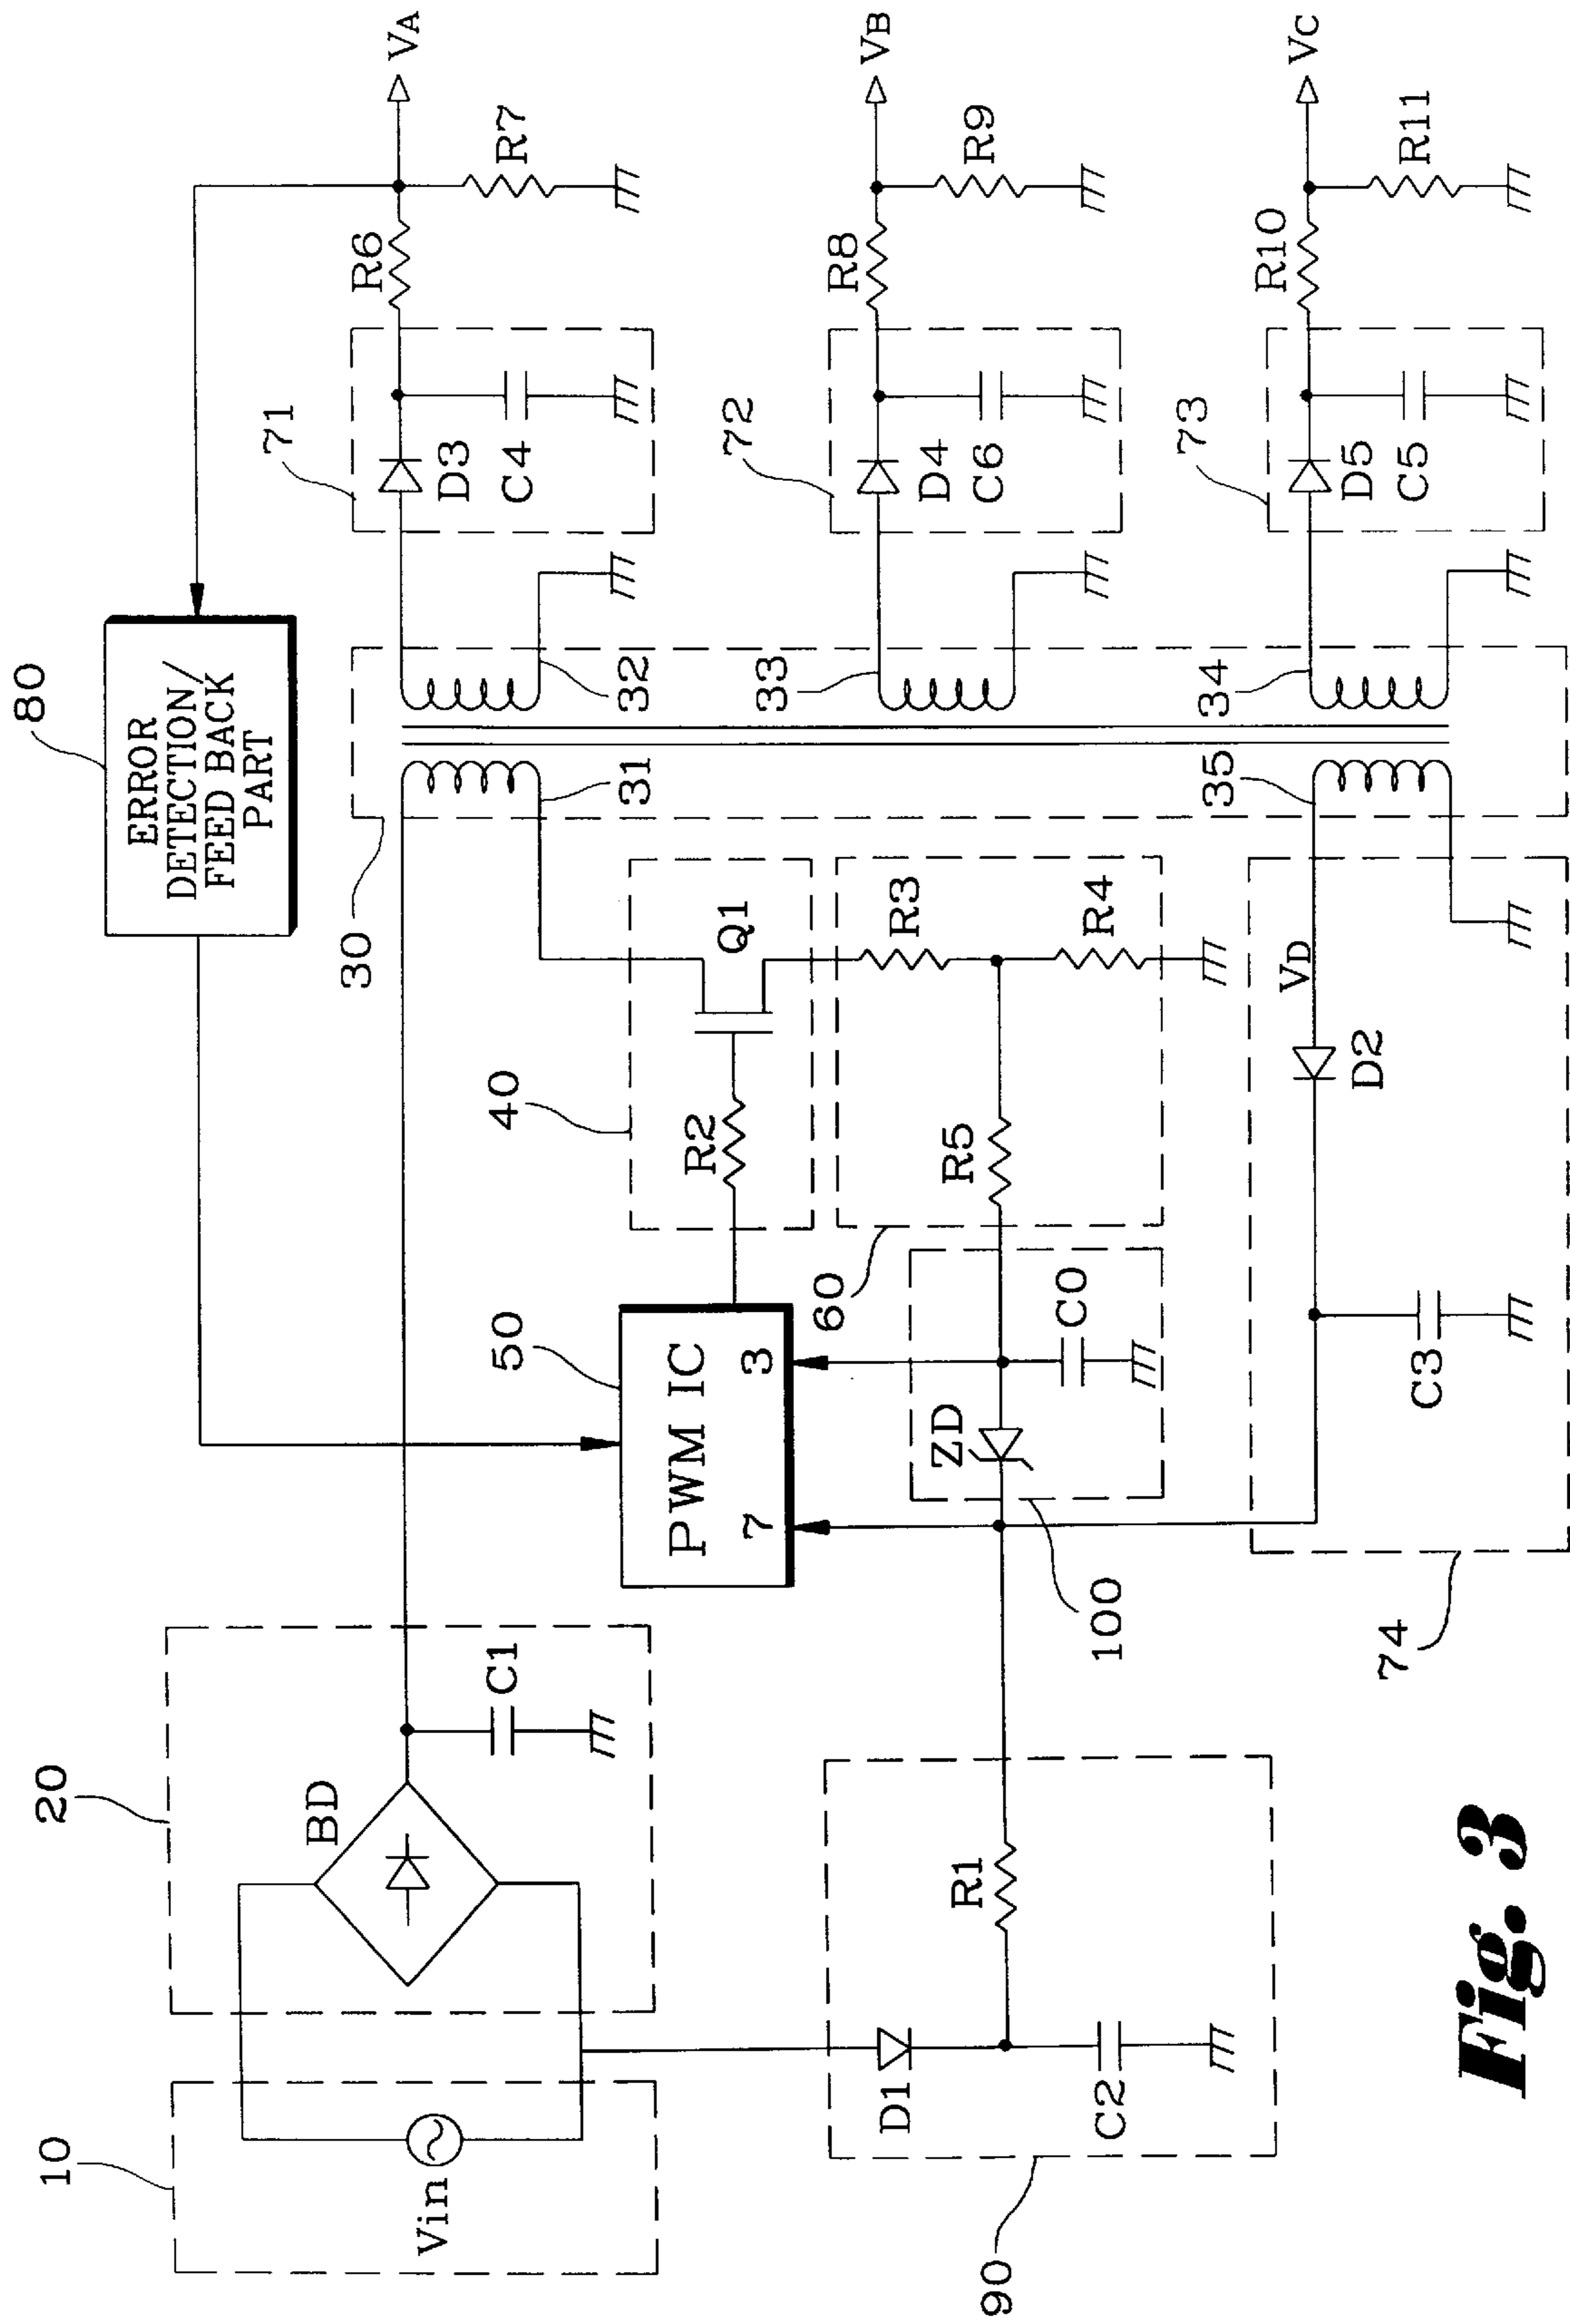 10
Vin
20
BD
C1
80
ERROR
DETECTION/
FEED BACK
PART
30
31
32
33
34
35
71
D3
C4
R6
R7
VA
72
D4
C6
R8
R9
VB
73
D5
C5
R10
R11
VC
40
R2
Q1
50
PWM IC
7
3
60
R3
R4
R5
ZD
C0
100
VD
D2
C3
74
90
D1
C2
R1
Fig. 3